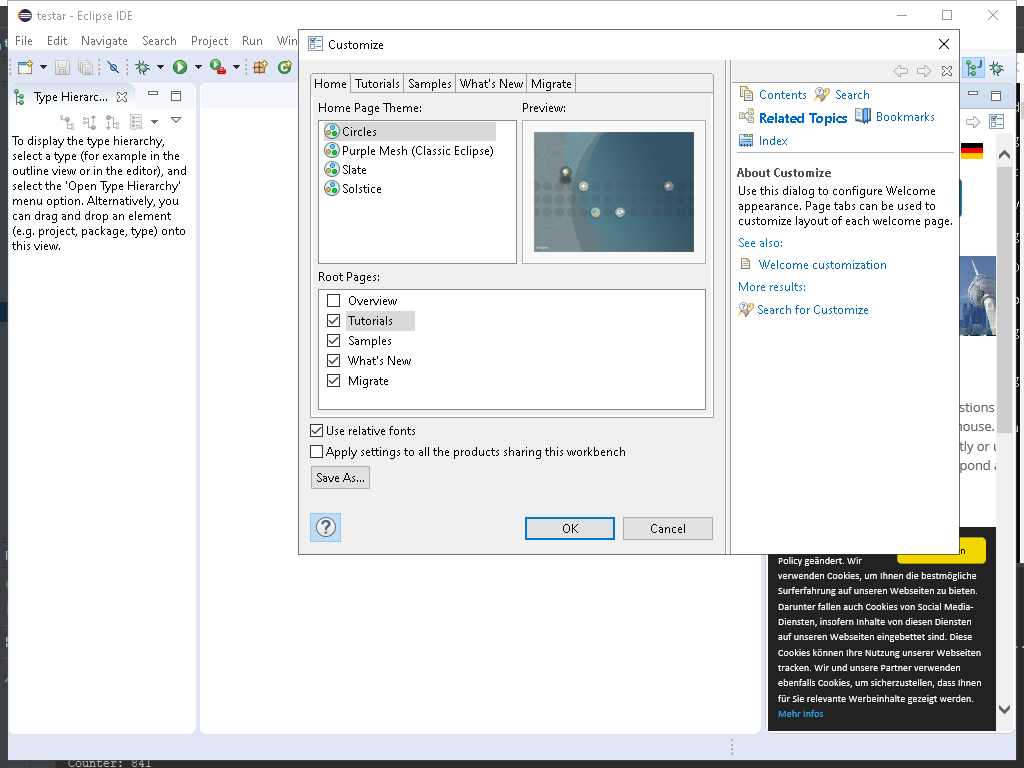 testar - Eclipse IDE
File Edit Navigate Search Project Run Win
Type Hierarc...
To display the type hierarchy,
select a type (for example in the
outline view or in the editor), and
select the 'Open Type Hierarchy'
menu option. Alternatively, you
can drag and drop an element
(e.g. project, package, type) onto
this view.
Customize
Home Tutorials Samples What's New Migrate
Home Page Theme:
Circles
Purple Mesh (Classic Eclipse)
Slate
Solstice
Preview:
Root Pages:
Overview
Tutorials
Samples
What's New
Migrate
Use relative fonts
Apply settings to all the products sharing this workbench
Save As...
OK Cancel
Contents Search
Related Topics Bookmarks
Index
About Customize
Use this dialog to configure Welcome
appearance. Page tabs can be used to
customize layout of each welcome page.
See also:
Welcome customization
More results:
Search for Customize
stions
ouse.
tly or u
pond a
Policy geändert. Wir
verwenden Cookies, um Ihnen die bestmögliche
Surferfahrung auf unseren Webseiten zu bieten.
Darunter fallen auch Cookies von Social Media-
Diensten, insofern Inhalte von diesen Diensten
auf unseren Webseiten eingebettet sind. Diese
Cookies können Ihre Nutzung unserer Webseiten
tracken. Wir und unsere Partner verwenden
ebenfalls Cookies, um sicherzustellen, dass Ihnen
für Sie relevante Werbeinhalte gezeigt werden.
Mehr Infos
Counter: 841